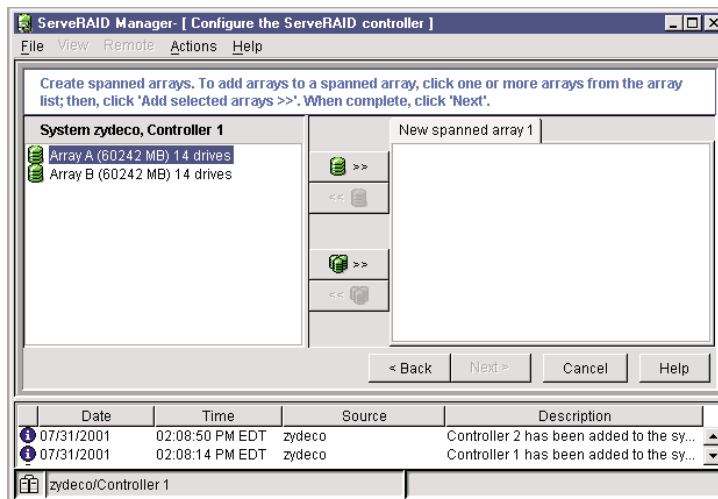 ServeRAID Manager- [ Configure the ServeRAID controller ]
File View Remote Actions Help
Create spanned arrays. To add arrays to a spanned array, click one or more arrays from the array
list; then, click 'Add selected arrays >>'. When complete, click 'Next'.
System zydeco, Controller 1
Array A (60242 MB) 14 drives
Array B (60242 MB) 14 drives
>>
<<
>>
<<
New spanned array 1
< Back Next > Cancel Help
Date Time Source Description
07/31/2001 02:08:50 PM EDT zydeco Controller 2 has been added to the sy...
07/31/2001 02:08:14 PM EDT zydeco Controller 1 has been added to the sy...
zydeco/Controller 1